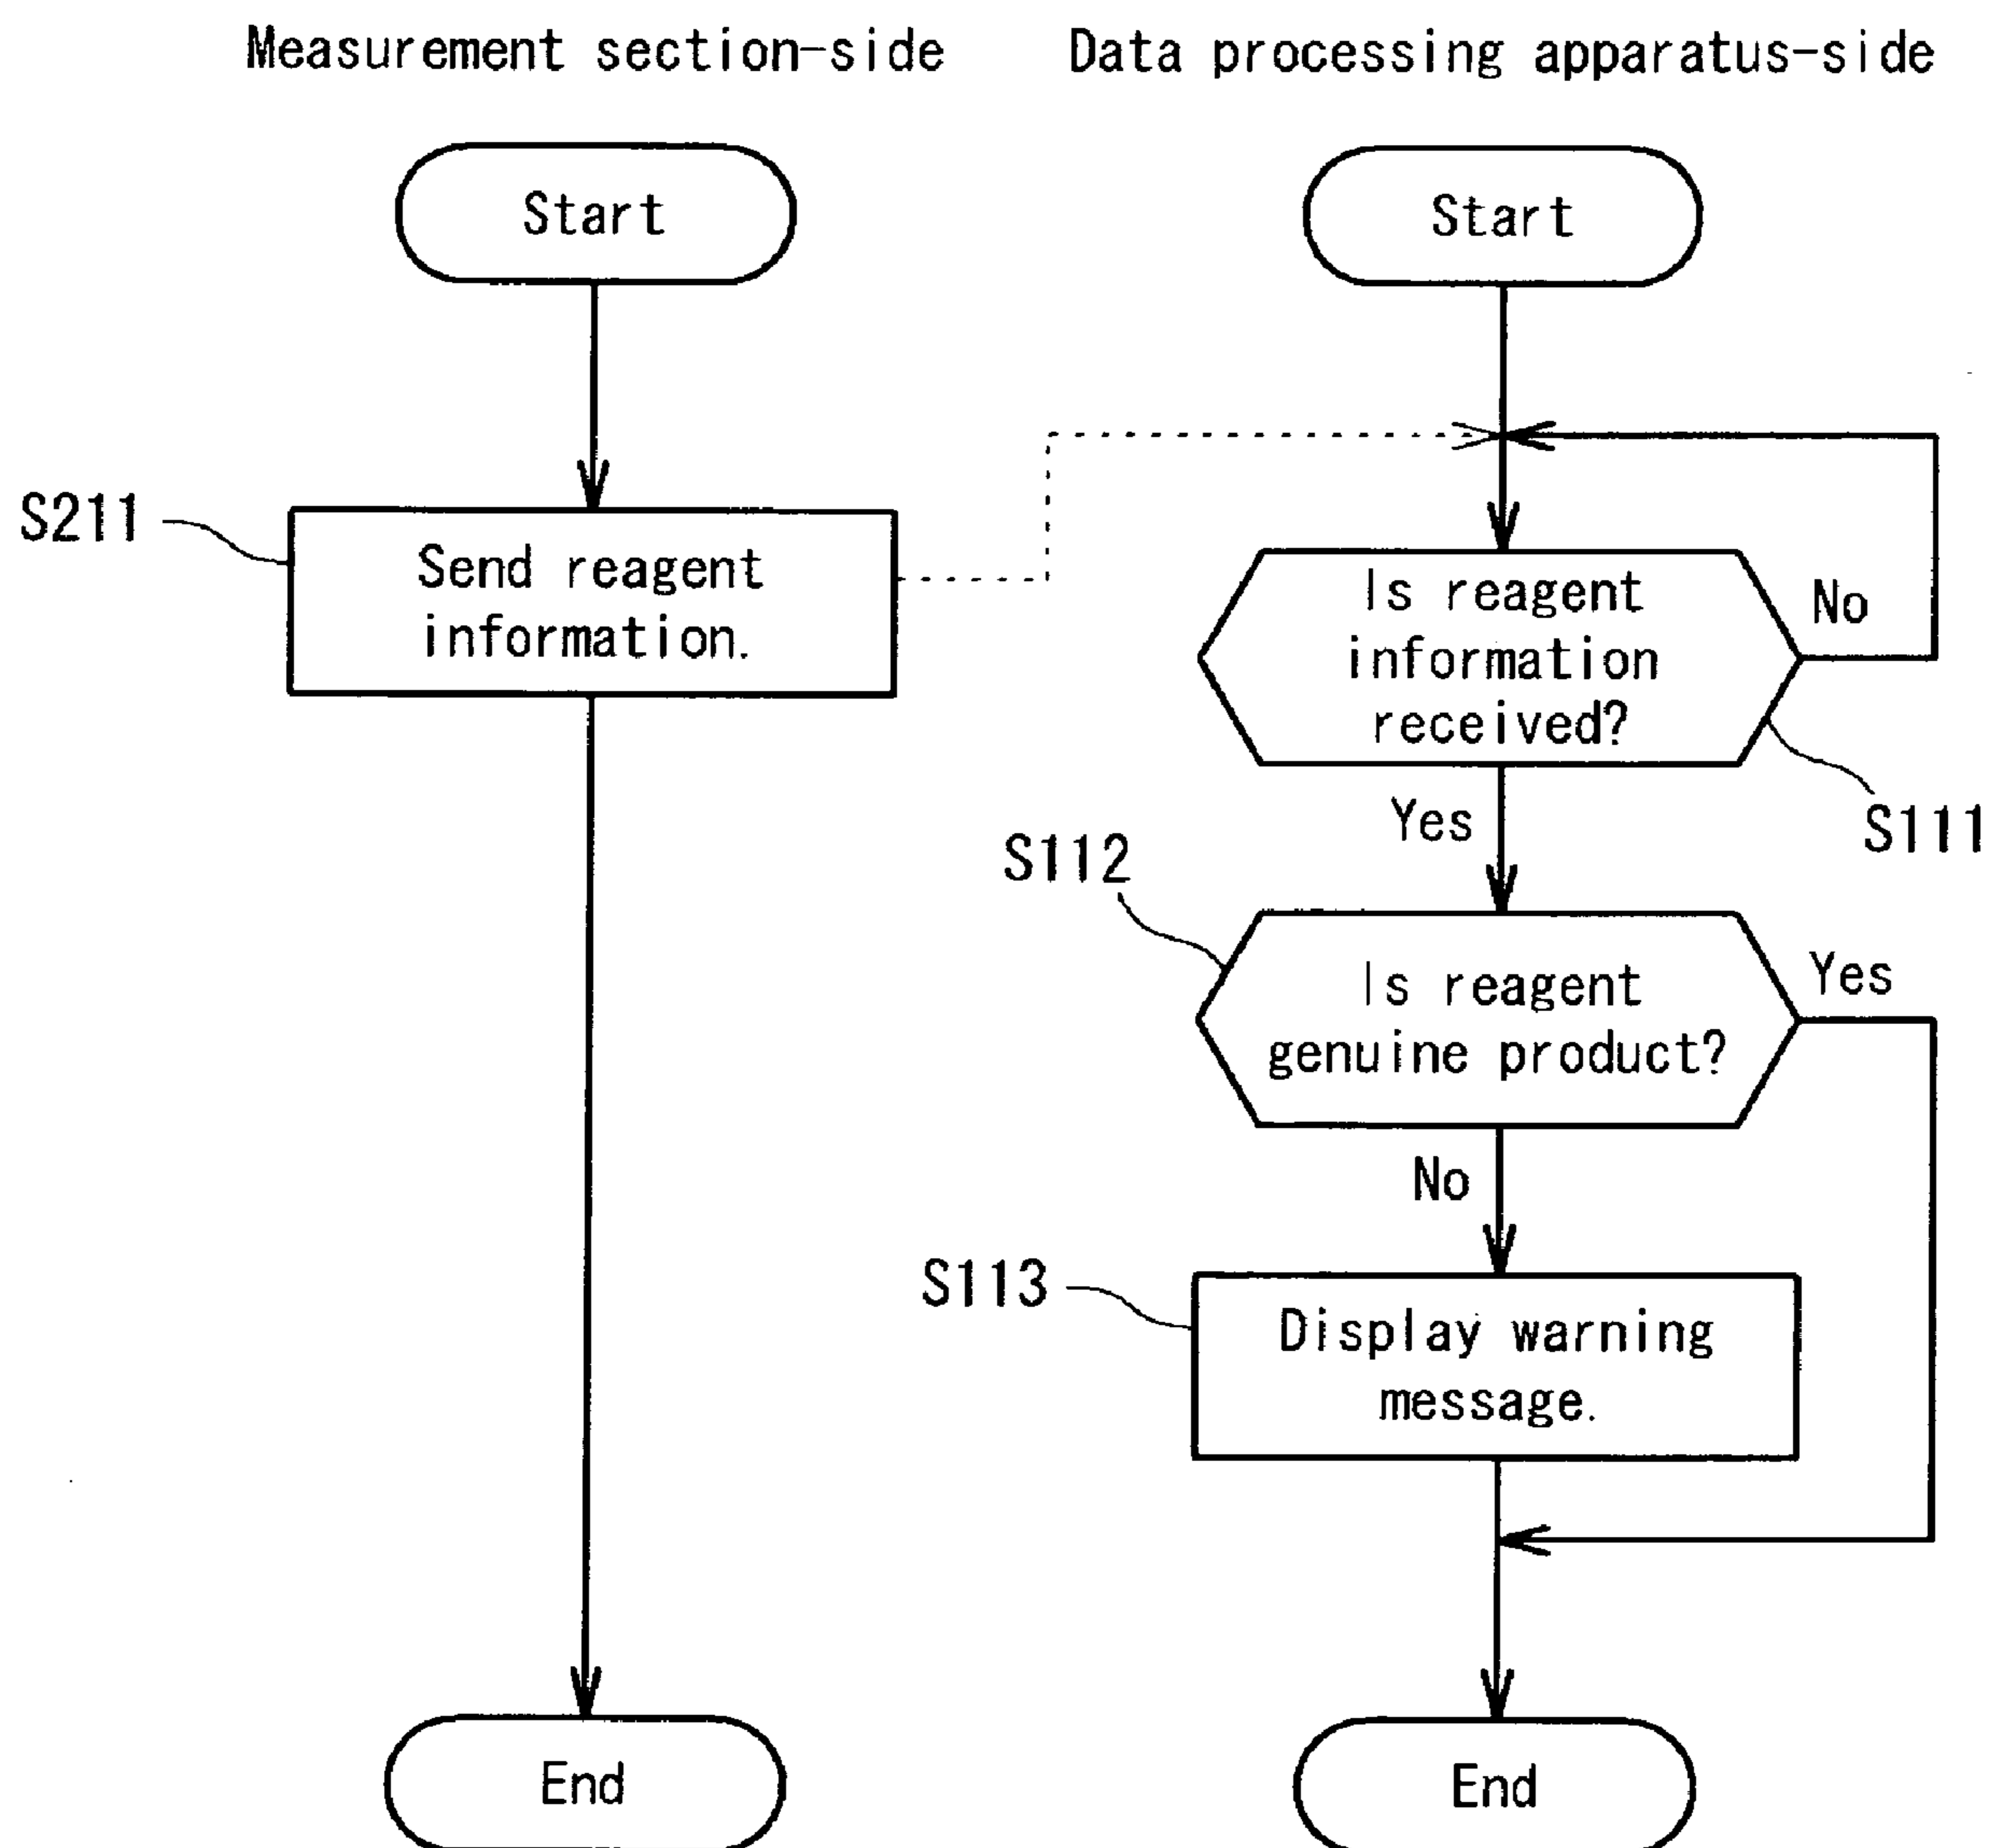 Measurement section-side
Start
S211
Send reagent
information.
End
Data processing apparatus-side
Start
Is reagent
information
received?
No
S111
Yes
S112
Is reagent
genuine product?
Yes
No
S113
Display warning
message.
End